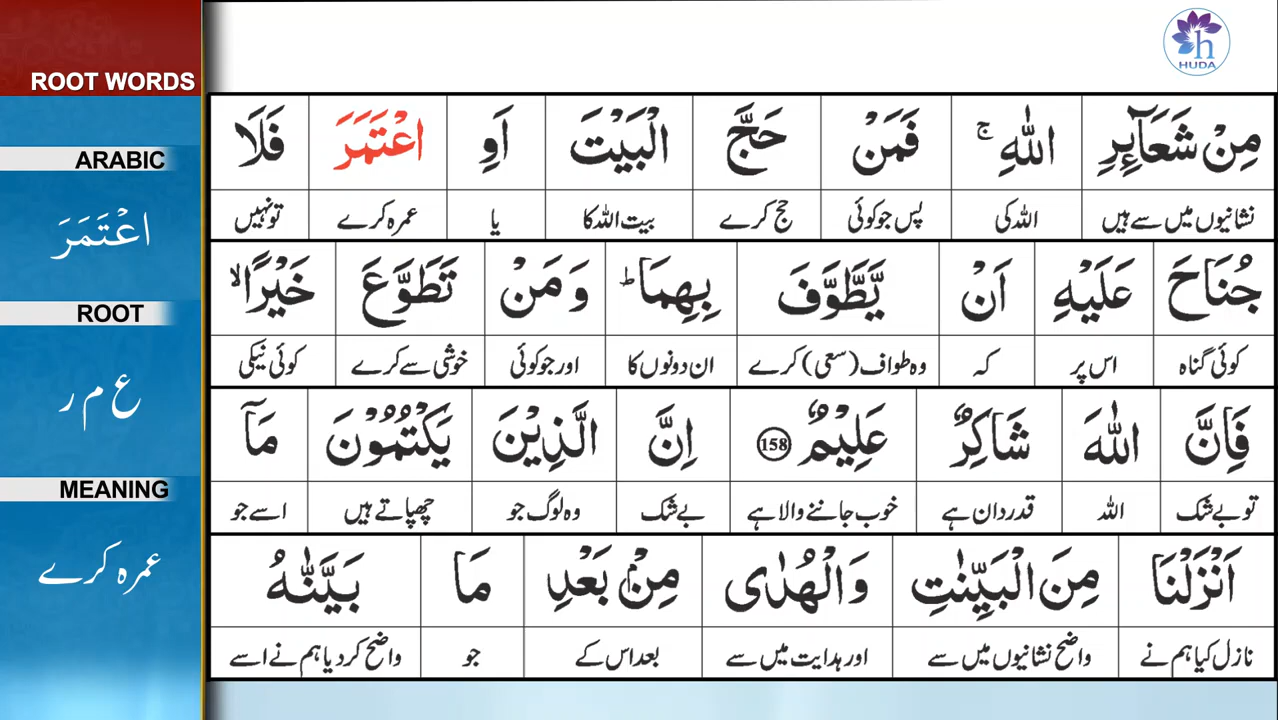 ROOT WORDS
ARABIC
اعْتَمَرَ
ROOT
ع م ر
MEANING
عمرہ کرے
h
HUDA
مِنْ شَعَآئِرِ اللّٰهِ ۚ فَمَنْ حَجَّ الْبَيْتَ اَوِ اعْتَمَرَ فَلَا
نشانیوں میں سے ہیں اللہ کی پس جو کوئی حج کرے بیت اللہ کا یا عمرہ کرے تو نہیں
جُنَاحَ عَلَيْهِ اَنْ يَّطَّوَّفَ بِهِمَا ؕ وَ مَنْ تَطَوَّعَ خَيْرًا ۙ
کوئی گناہ اس پر کہ وہ طواف (سعی) کرے ان دونوں کا اور جو کوئی خوشی سے کرے کوئی نیکی
فَاِنَّ اللّٰهَ شَاكِرٌ عَلِيْمٌ 158 اِنَّ الَّذِيْنَ يَكْتُمُوْنَ مَاۤ
تو بے شک اللہ قدردان ہے خوب جاننے والا ہے بے شک وہ لوگ جو چھپاتے ہیں اسے جو
اَنْزَلْنَا مِنَ الْبَيِّنٰتِ وَالْهُدٰى مِنْۢ بَعْدِ مَا بَيَّنّٰهُ
نازل کیا ہم نے واضح نشانیوں میں سے اور ہدایت میں سے بعد اس کے جو واضح کر دیا ہم نے اسے